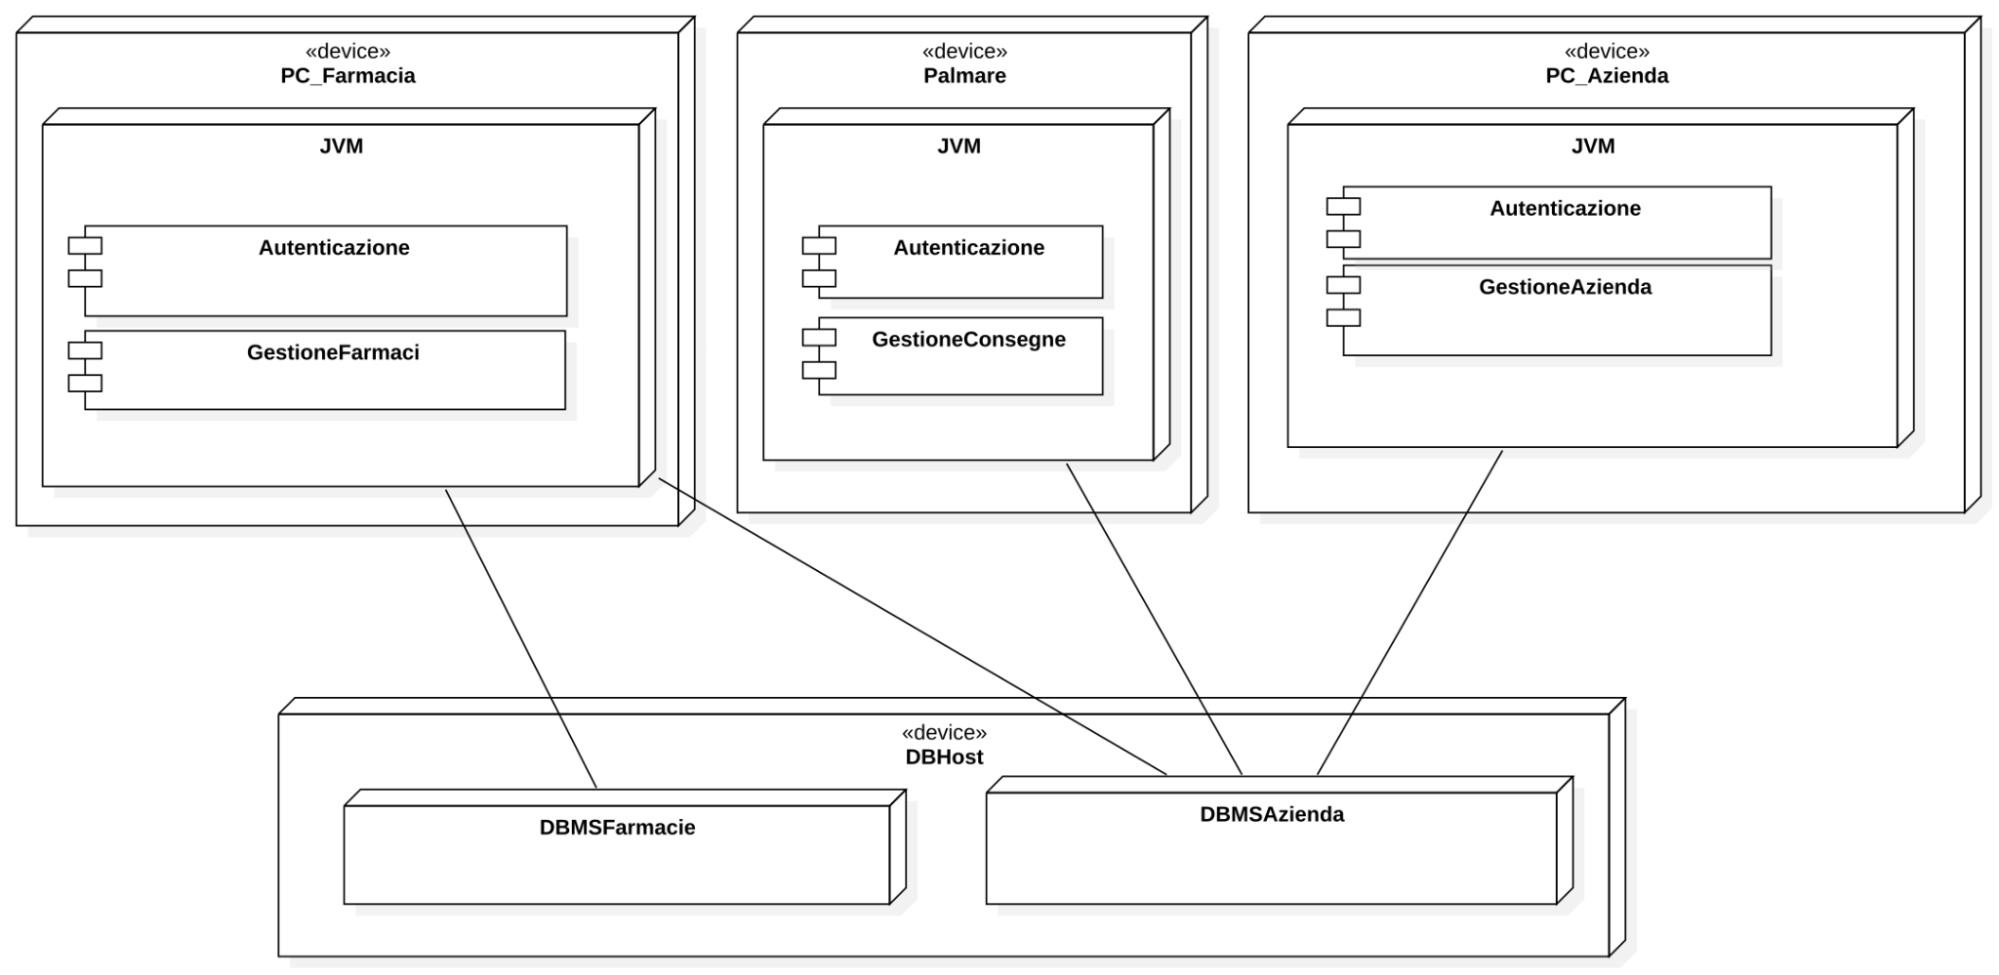 «device»
PC_Farmacia
JVM
Autenticazione
GestioneFarmaci
«device»
Palmare
JVM
Autenticazione
GestioneConsegne
«device»
PC_Azienda
JVM
Autenticazione
GestioneAzienda
«device»
DBHost
DBMSFarmacie
DBMSAzienda